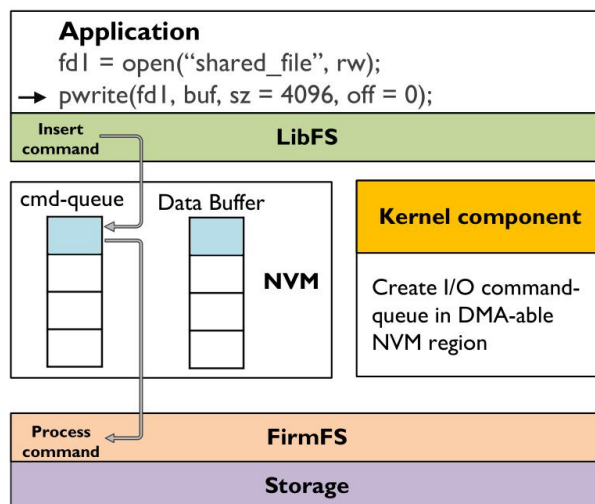 Application
fd1 = open(“shared_file”, rw);
pwrite(fd1, buf, sz = 4096, off = 0);
Insert
command
LibFS
cmd-queue
Data Buffer
NVM
Kernel component
Create I/O command-
queue in DMA-able
NVM region
Process
command
FirmFS
Storage